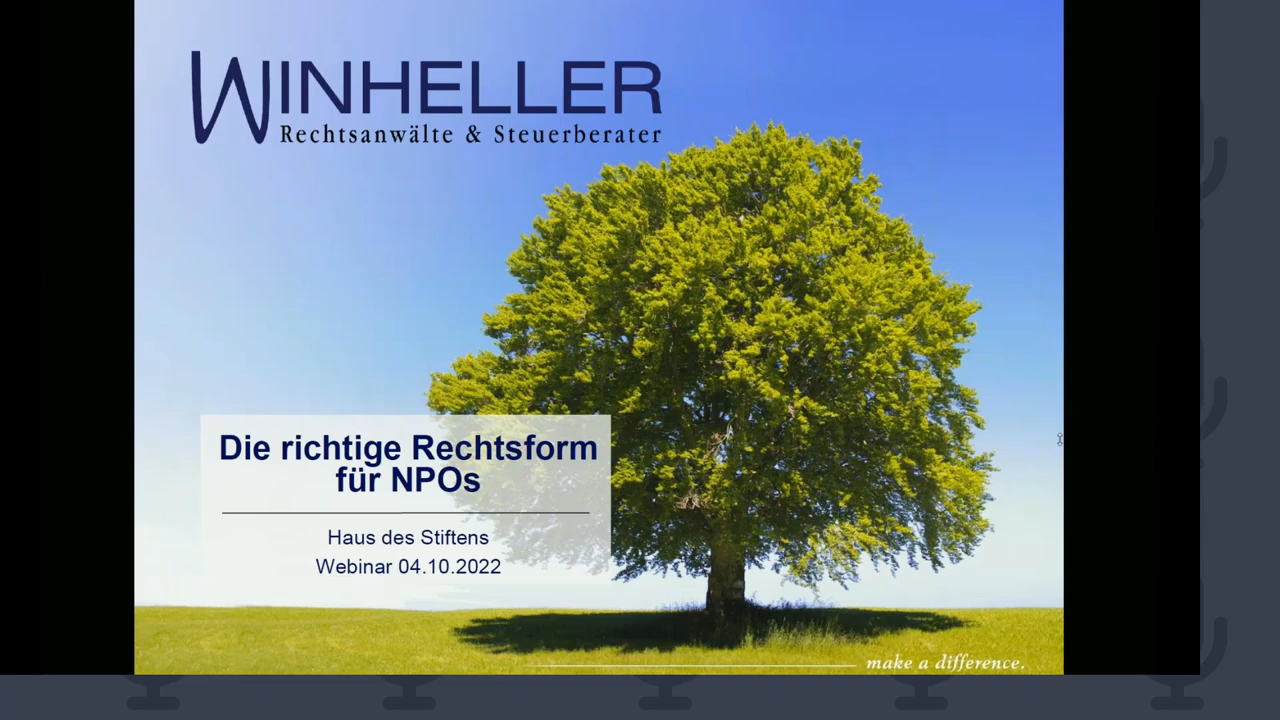 WINHELLER
Rechtsanwälte & Steuerberater
Die richtige Rechtsform
für NPOs
Haus des Stiftens
Webinar 04.10.2022
make a difference.